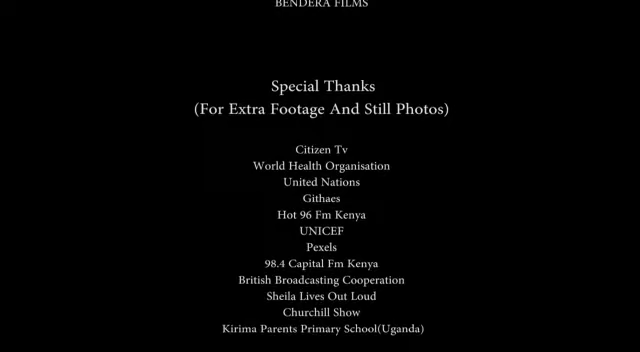 BENDERA FILMS
Special Thanks
(For Extra Footage And Still Photos)
Citizen Tv
World Health Organisation
United Nations
Githaes
Hot 96 Fm Kenya
UNICEF
Pexels
98.4 Capital Fm Kenya
British Broadcasting Cooperation
Sheila Lives Out Loud
Churchill Show
Kirima Parents Primary School(Uganda)